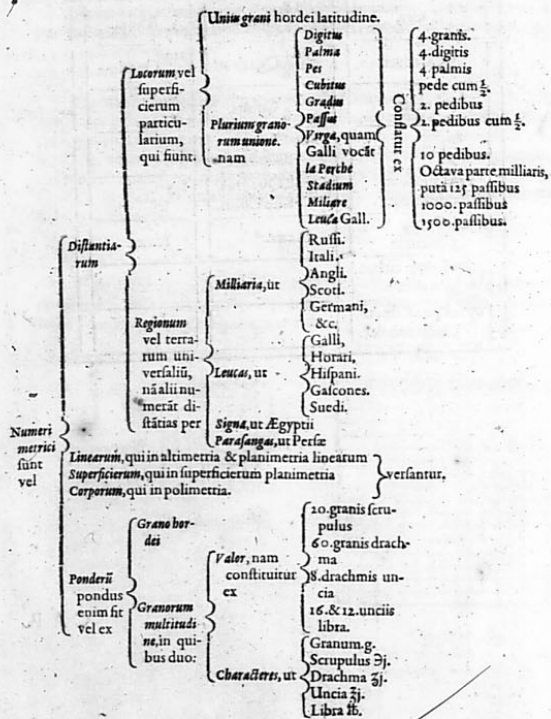 Unius grani hordei latitudine.
Locorum vel
superfi-
cierum
particu-
larium,
qui fiunt.
Plurium grano-
rum unione.
nam
Digitus
Palma
Pes
Cubitus
Gradus
Passus
Virga, quam
Galli vocāt
la Perche
Stadium
Miliare
Leuca Gall.
Constatur ex
4.granis.
4.digitis
4.palmis
pede cum ½.
2. pedibus
2.pedibus cum ½.
10 pedibus.
Octava parte milliaris,
puta 125 passibus
1000.passibus.
1500.passibus.
Distantia-
rum
Regionum
vel terra-
rum uni-
versaliū,
nā alii nu-
merāt di-
stātias per
Milliaria, ut
Russi.
Itali.
Angli.
Scoti.
Germani,
&c.
Leucas, ut
Galli,
Horari,
Hispani.
Gascones.
Suedi.
Signa, ut Ægyptii
Parasangas, ut Persæ
Numeri
metrici
sunt
vel
Linearum, qui in altimetria & planimetria linearum
Superficierum, qui in superficierum planimetria
Corporum, qui in polimetria.
versantur.
Ponderū
pondus
enim fit
vel ex
Grano hor-
dei
Granorum
multitudi
ne, in qui-
bus duo:
Valor, nam
constituitur
ex
20.granis scru-
pulus
60.granis drach-
ma
8.drachmis un-
cia
16.& 12.unciis
libra.
Characteres, ut
Granum.g.
Scrupulus ℈j.
Drachma ʒj.
Uncia ℥j.
Libra ℔.